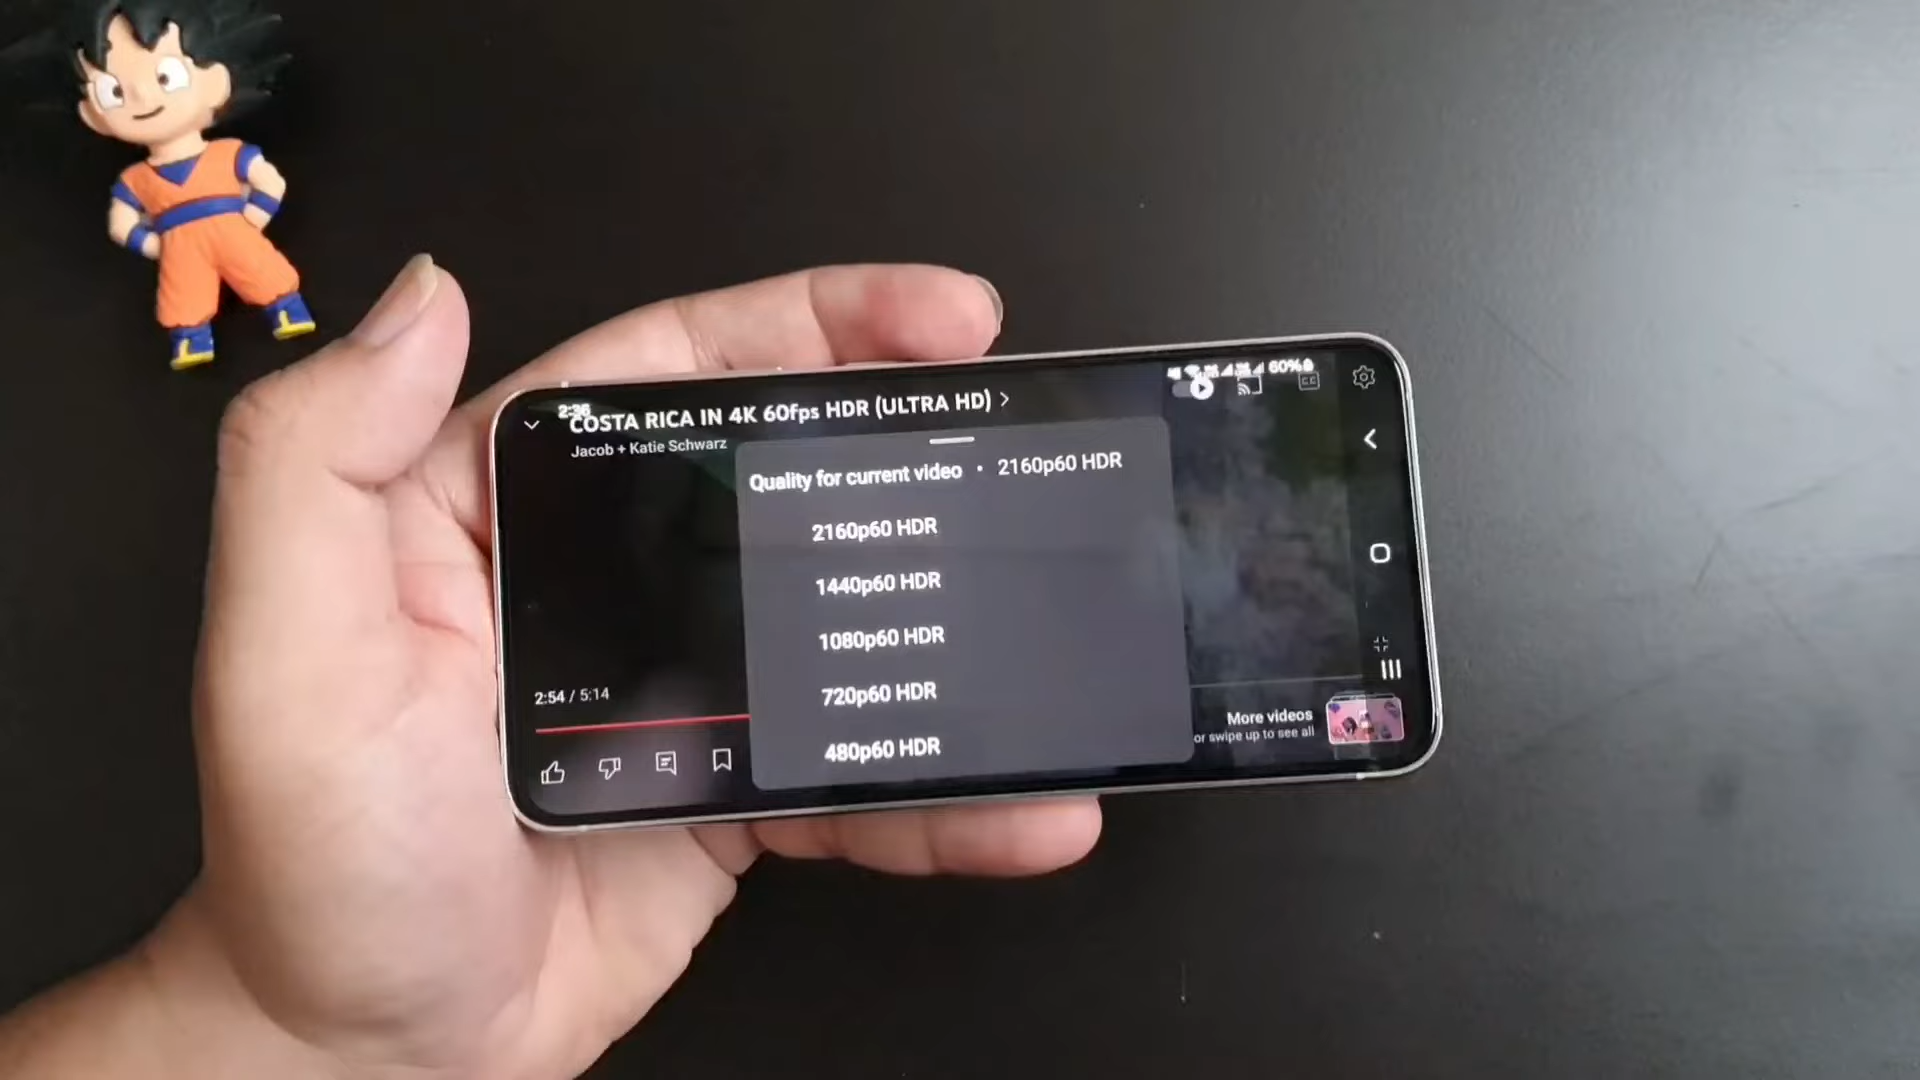 2:36
60%
COSTA RICA IN 4K 60fps HDR (ULTRA HD)
Jacob + Katie Schwarz
CC
Quality for current video • 2160p60 HDR
2160p60 HDR
1440p60 HDR
1080p60 HDR
720p60 HDR
480p60 HDR
2:54 / 5:14
More videos
or swipe up to see all